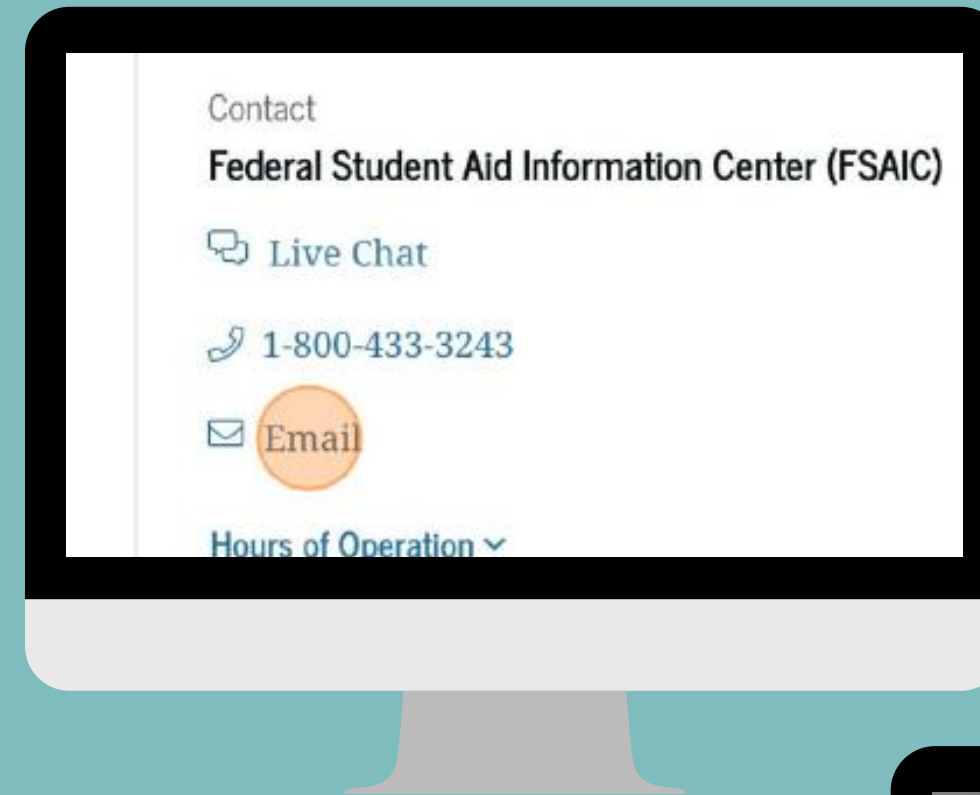 Contact
Federal Student Aid Information Center (FSAIC)
Live Chat
1-800-433-3243
Email
Hours of Operation